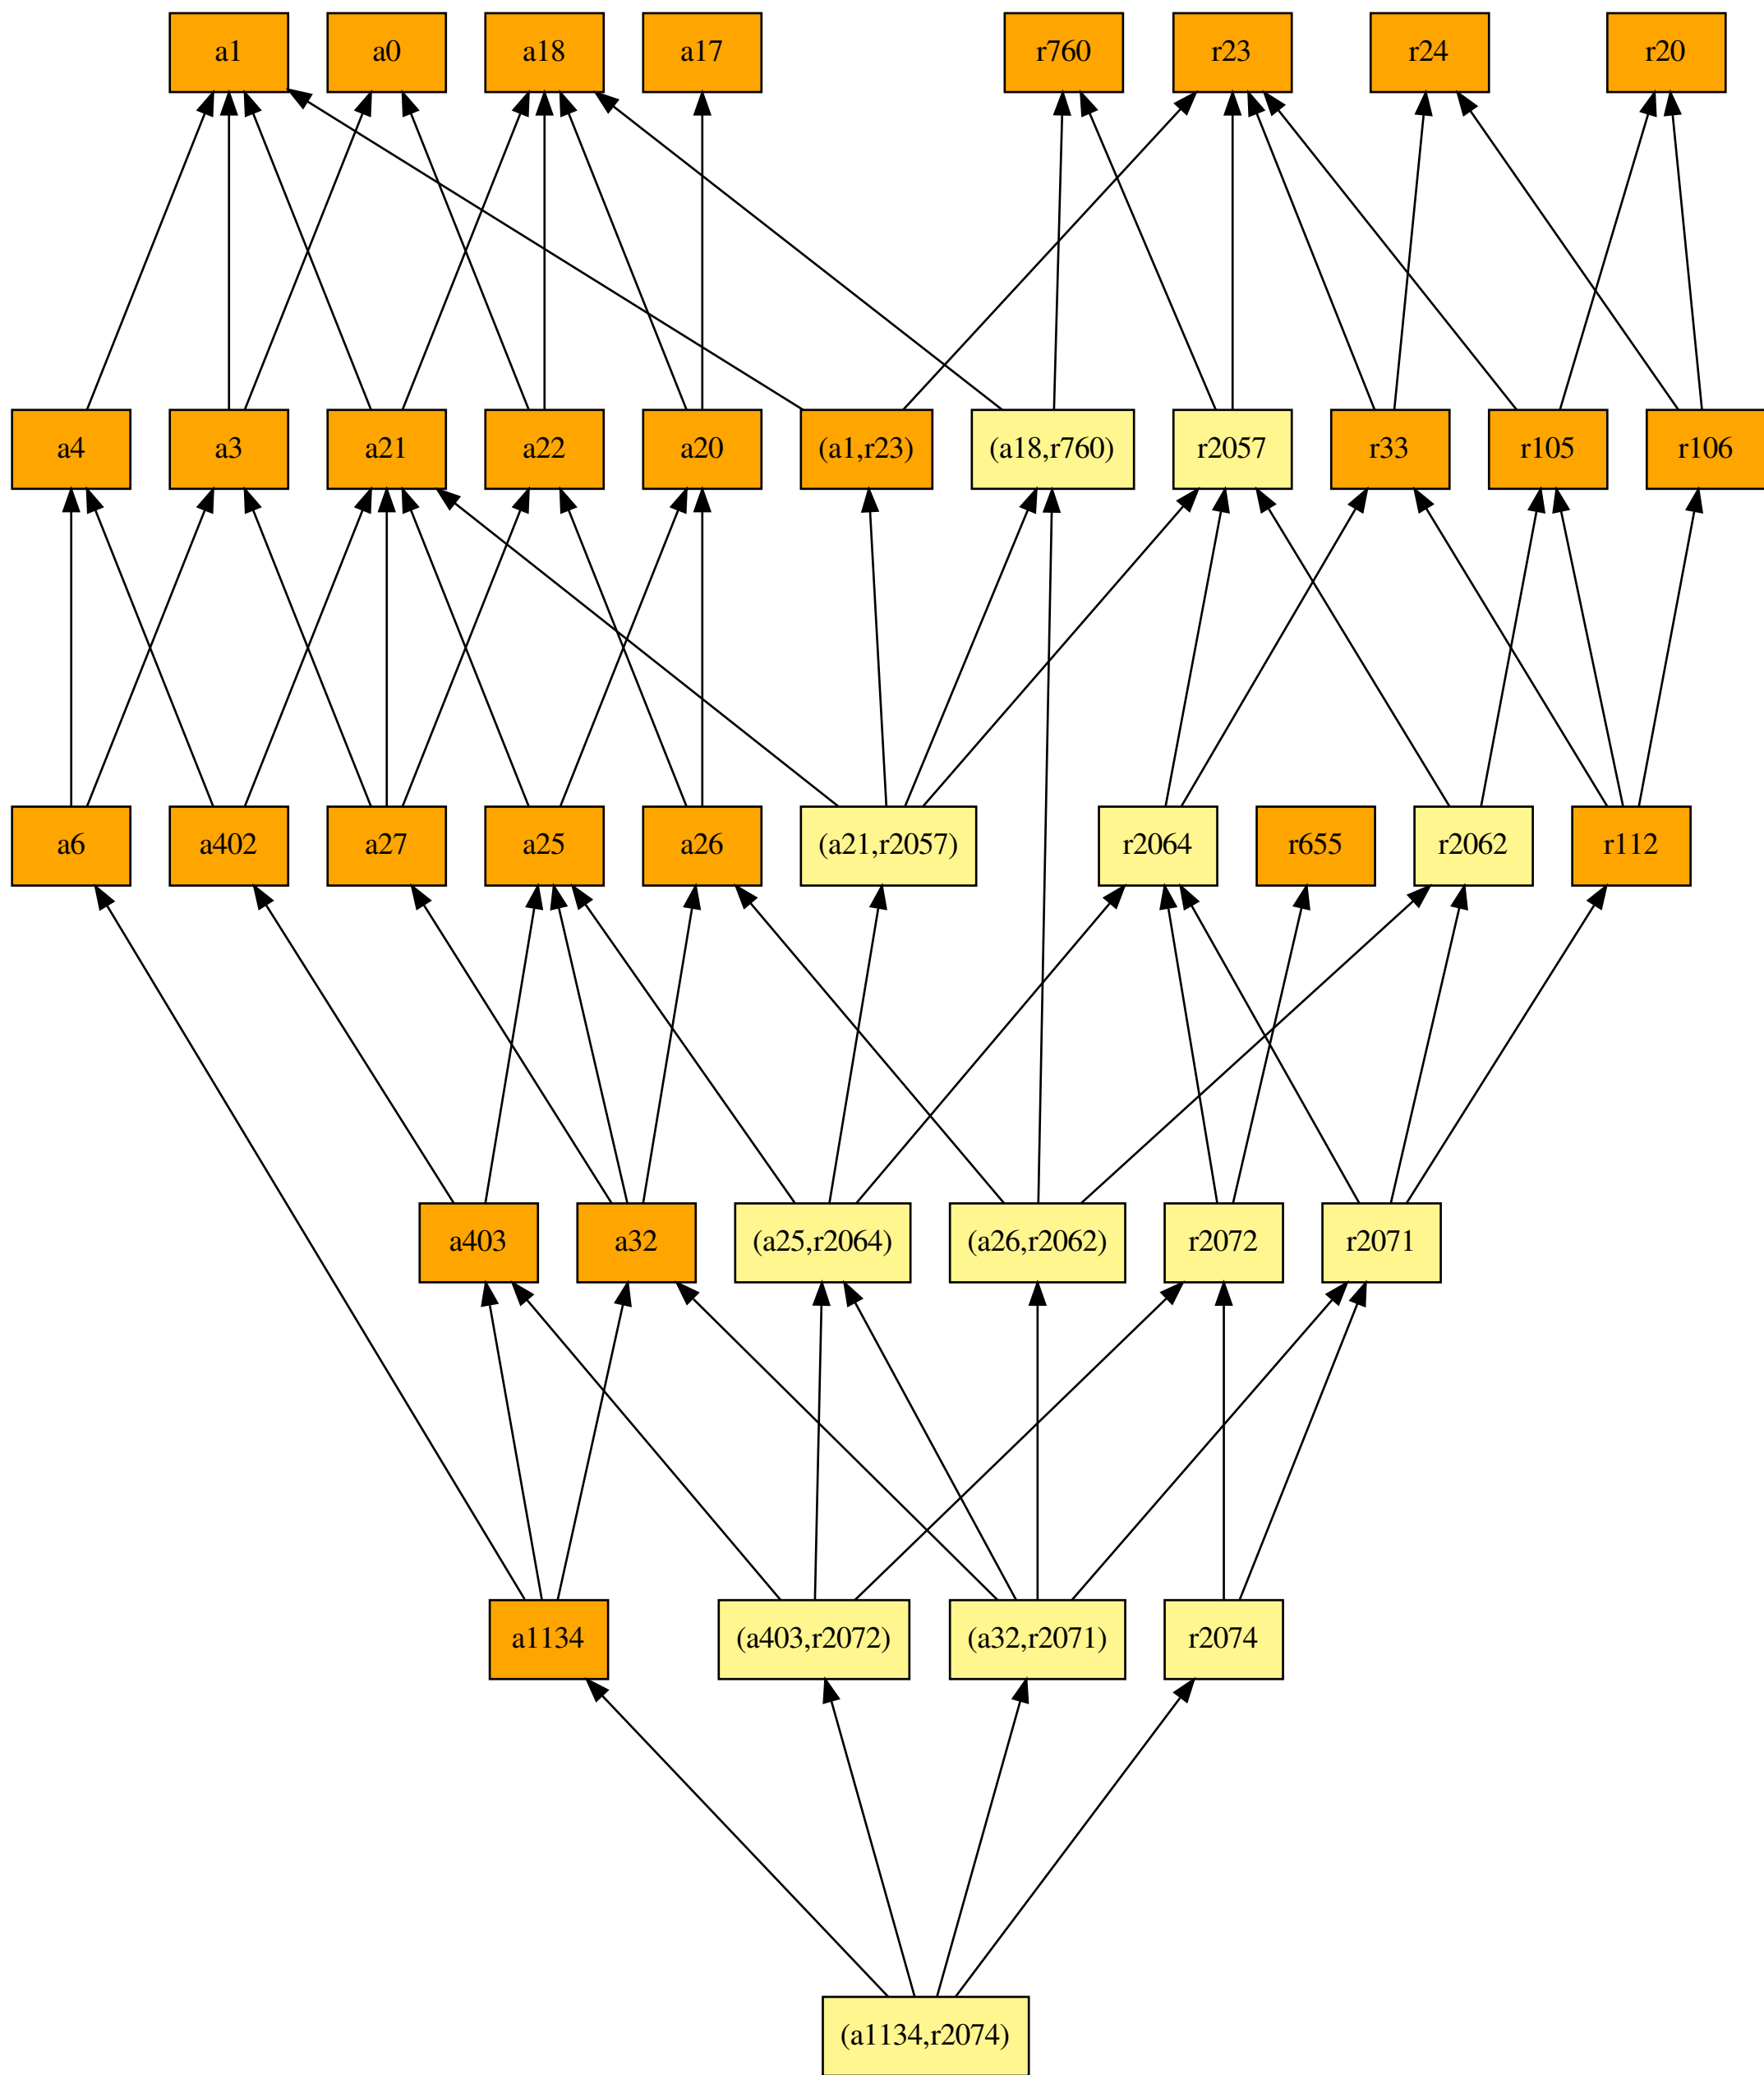 a1
a0
a18
a17
r760
r23
r24
r20
a4
a3
a21
a22
a20
(a1,r23)
(a18,r760)
r2057
r33
r105
r106
a6
a402
a27
a25
a26
(a21,r2057)
r2064
r655
r2062
r112
a403
a32
(a25,r2064)
(a26,r2062)
r2072
r2071
a1134
(a403,r2072)
(a32,r2071)
r2074
(a1134,r2074)